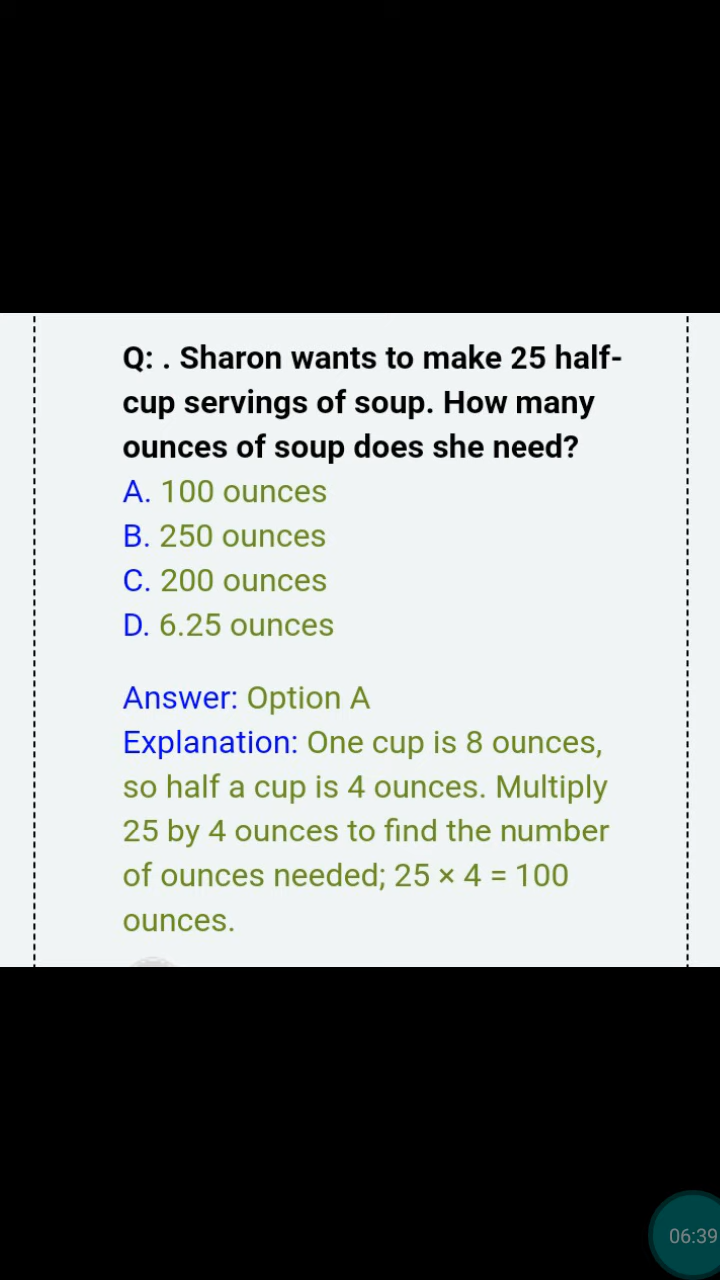 Q: . Sharon wants to make 25 half-
cup servings of soup. How many
ounces of soup does she need?
A. 100 ounces
B. 250 ounces
C. 200 ounces
D. 6.25 ounces
Answer: Option A
Explanation: One cup is 8 ounces,
so half a cup is 4 ounces. Multiply
25 by 4 ounces to find the number
of ounces needed; 25 × 4 = 100
ounces.
06:39